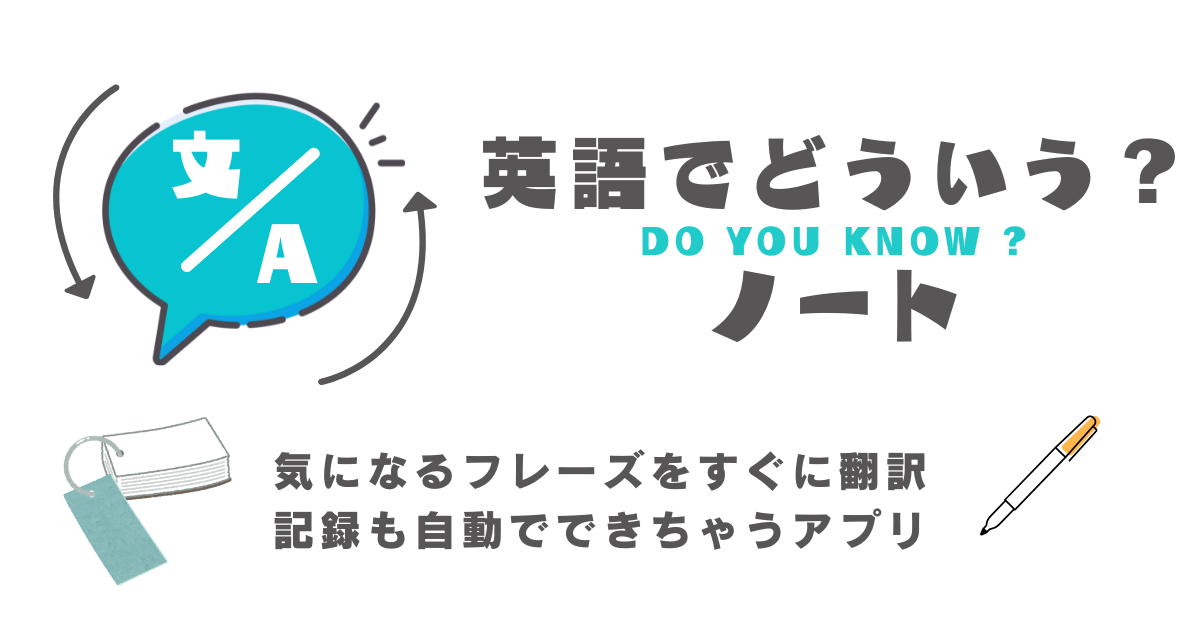 文
A
英語でどういう？
DO YOU KNOW ?
ノート
気になるフレーズをすぐに翻訳
記録も自動でできちゃうアプリ